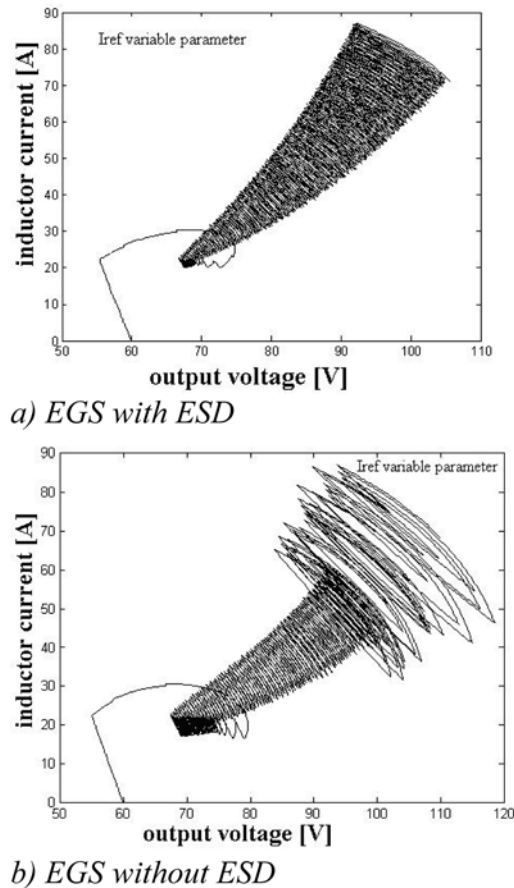 90
Iref variable parameter
80
70
60
50
40
30
20
10
0
inductor current [A]
50 60 70 80 90 100 110
output voltage [V]
a) EGS with ESD
90
Iref variable parameter
80
70
60
50
40
30
20
10
0
inductor current [A]
50 60 70 80 90 100 110 120
output voltage [V]
b) EGS without ESD